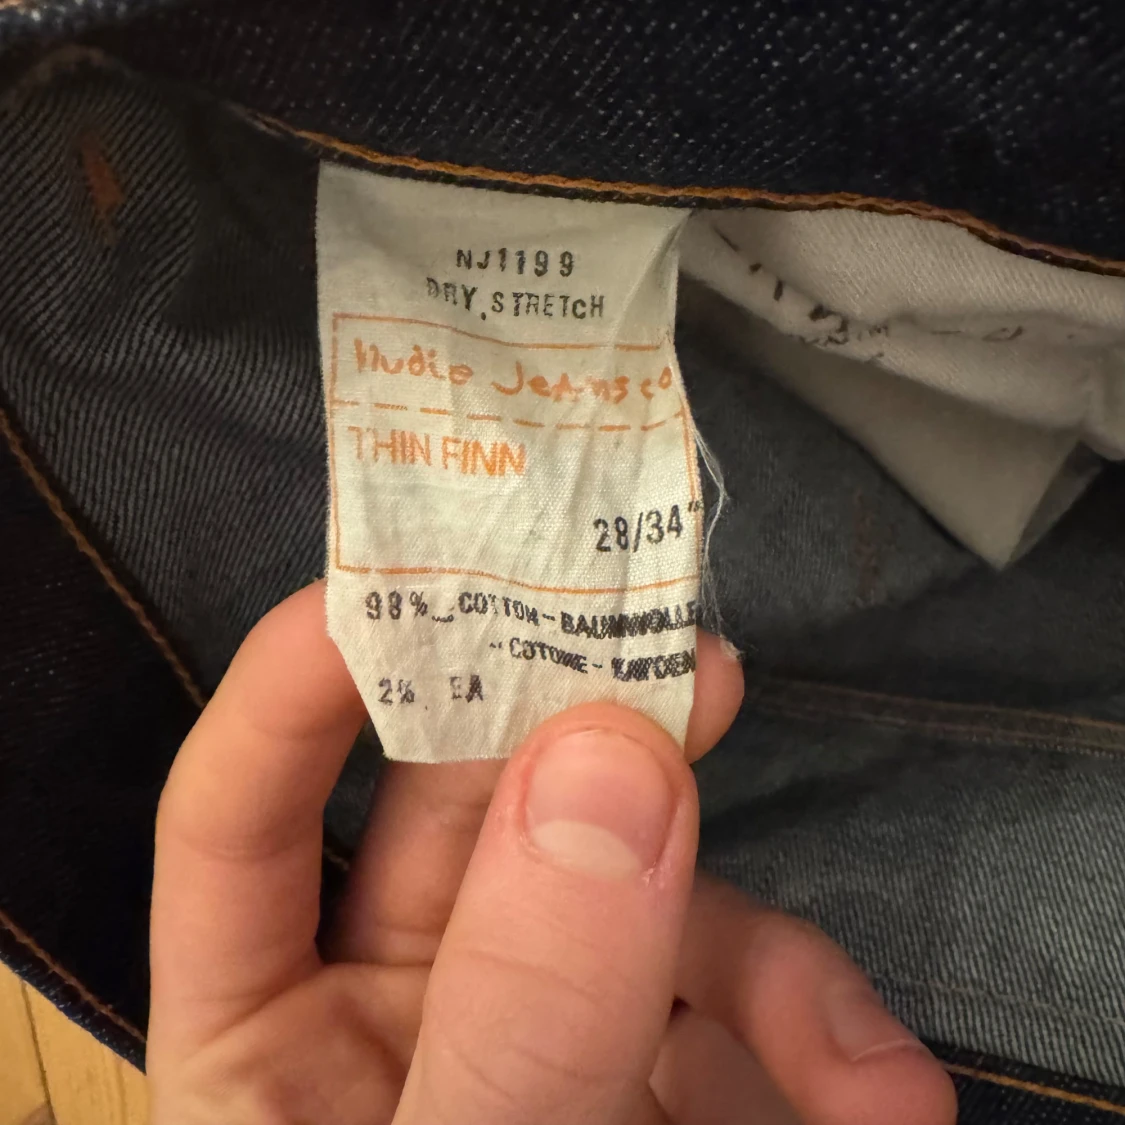 NJ1199
DRY.STRETCH
Nudie Jeans co
THIN FINN
28/34"
98% COTTON - BAUMWOLLE
- COTONE -
2% EA